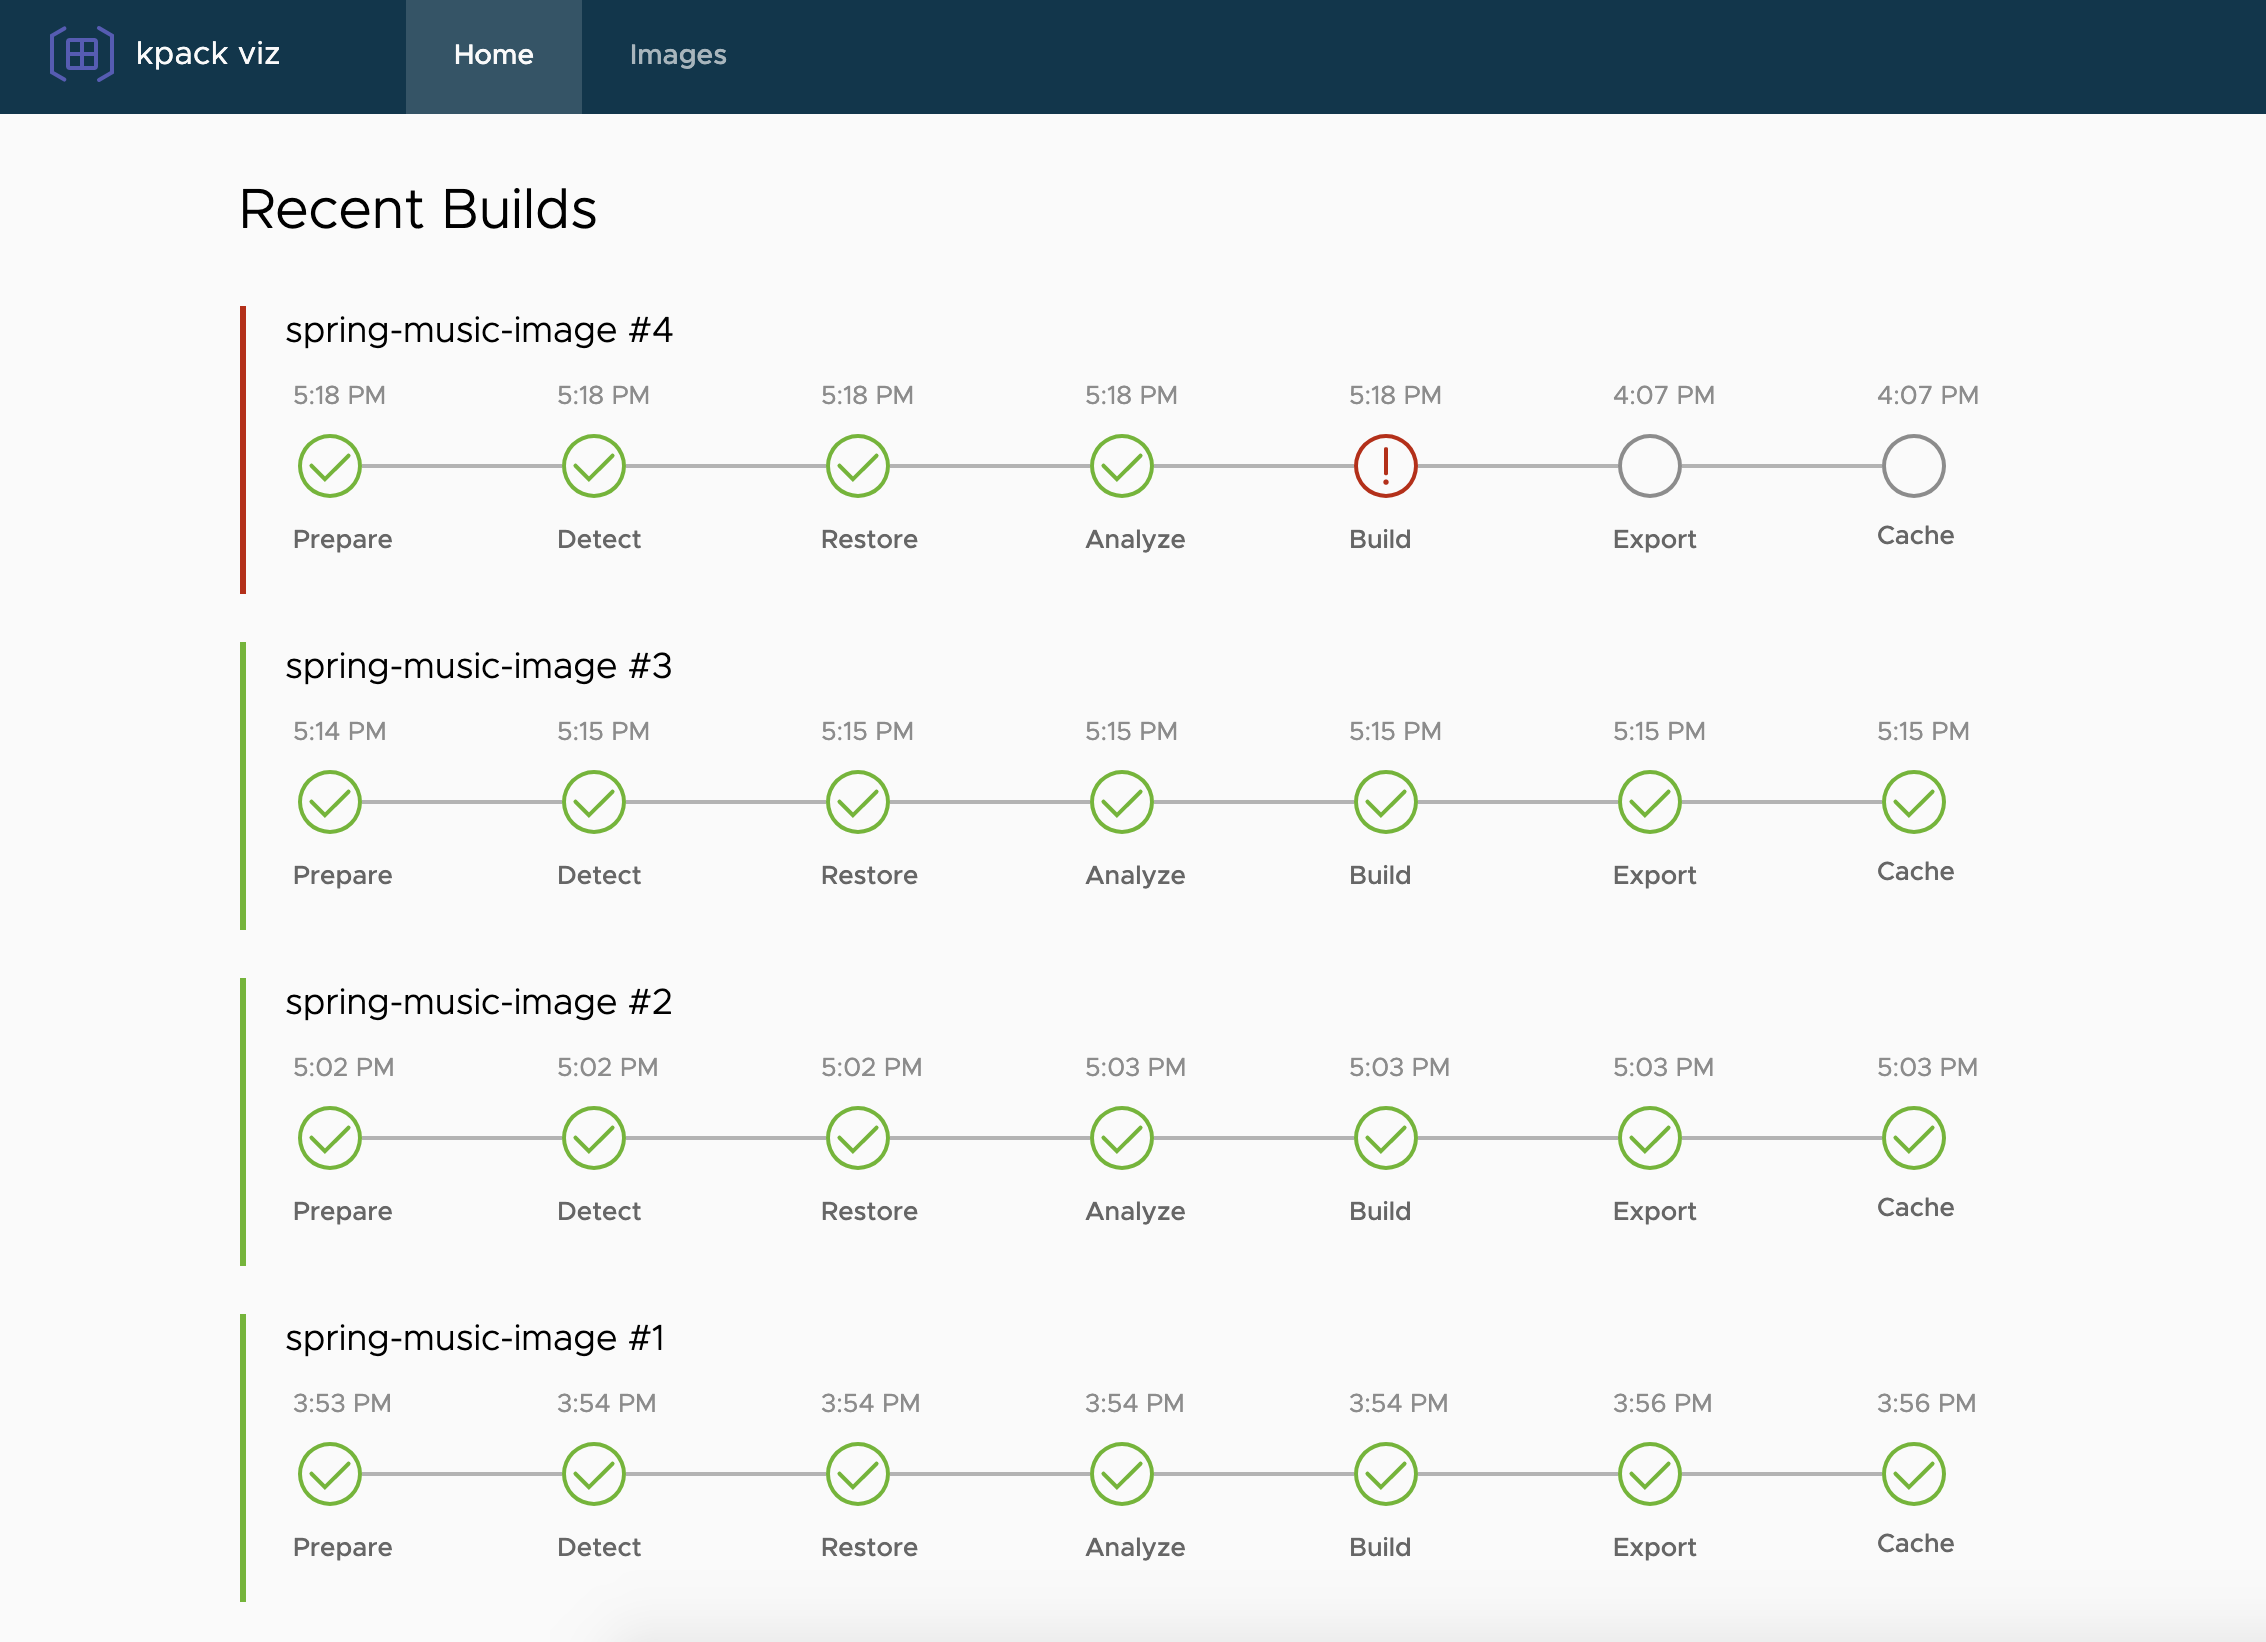 kpack viz Home Images
Recent Builds
spring-music-image #4
5:18 PM 5:18 PM 5:18 PM 5:18 PM 5:18 PM 4:07 PM 4:07 PM
Prepare Detect Restore Analyze Build Export Cache
spring-music-image #3
5:14 PM 5:15 PM 5:15 PM 5:15 PM 5:15 PM 5:15 PM 5:15 PM
Prepare Detect Restore Analyze Build Export Cache
spring-music-image #2
5:02 PM 5:02 PM 5:02 PM 5:03 PM 5:03 PM 5:03 PM 5:03 PM
Prepare Detect Restore Analyze Build Export Cache
spring-music-image #1
3:53 PM 3:54 PM 3:54 PM 3:54 PM 3:54 PM 3:56 PM 3:56 PM
Prepare Detect Restore Analyze Build Export Cache